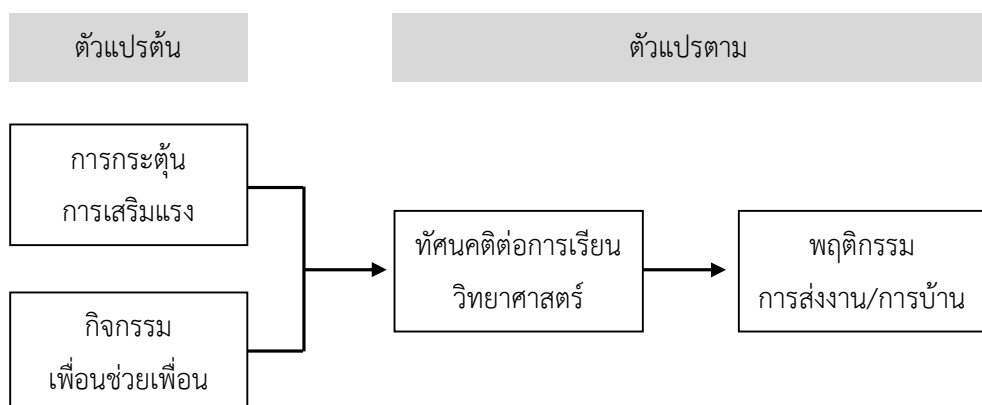 ตัวแปรต้น
ตัวแปรตาม
การกระตุ้น
การเสริมแรง
กิจกรรม
เพื่อนช่วยเพื่อน
ทัศนคติต่อการเรียน
วิทยาศาสตร์
พฤติกรรม
การส่งงาน/การบ้าน